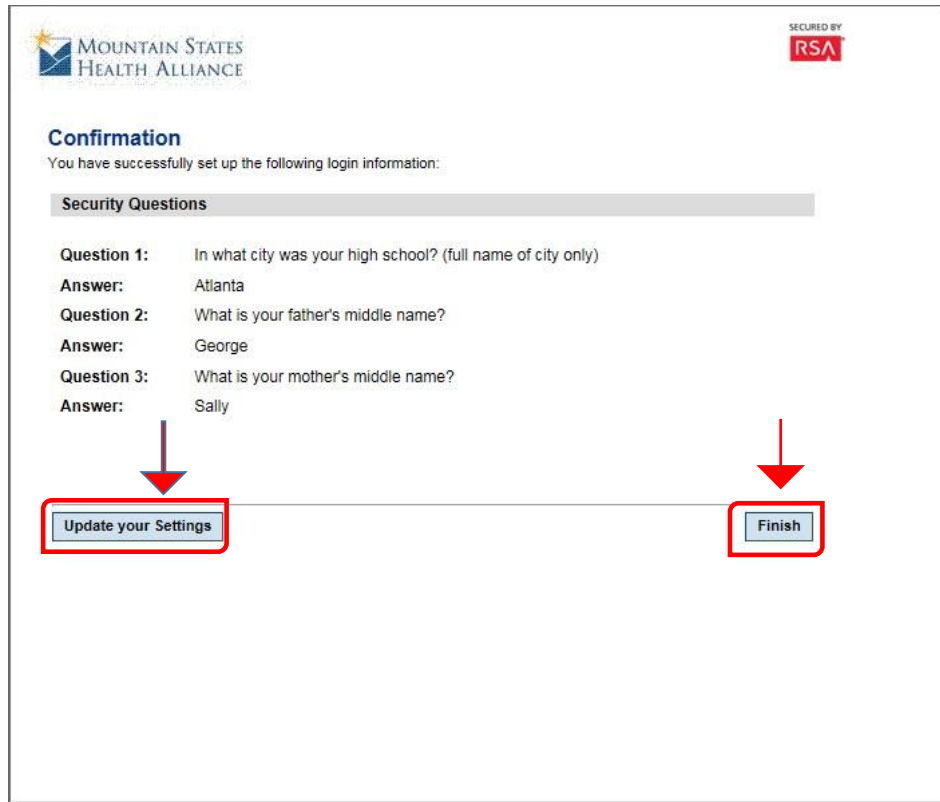 MOUNTAIN STATES
HEALTH ALLIANCE
SECURED BY
RSA
Confirmation
You have successfully set up the following login information:
Security Questions
Question 1: In what city was your high school? (full name of city only)
Answer: Atlanta
Question 2: What is your father's middle name?
Answer: George
Question 3: What is your mother's middle name?
Answer: Sally
Update your Settings Finish